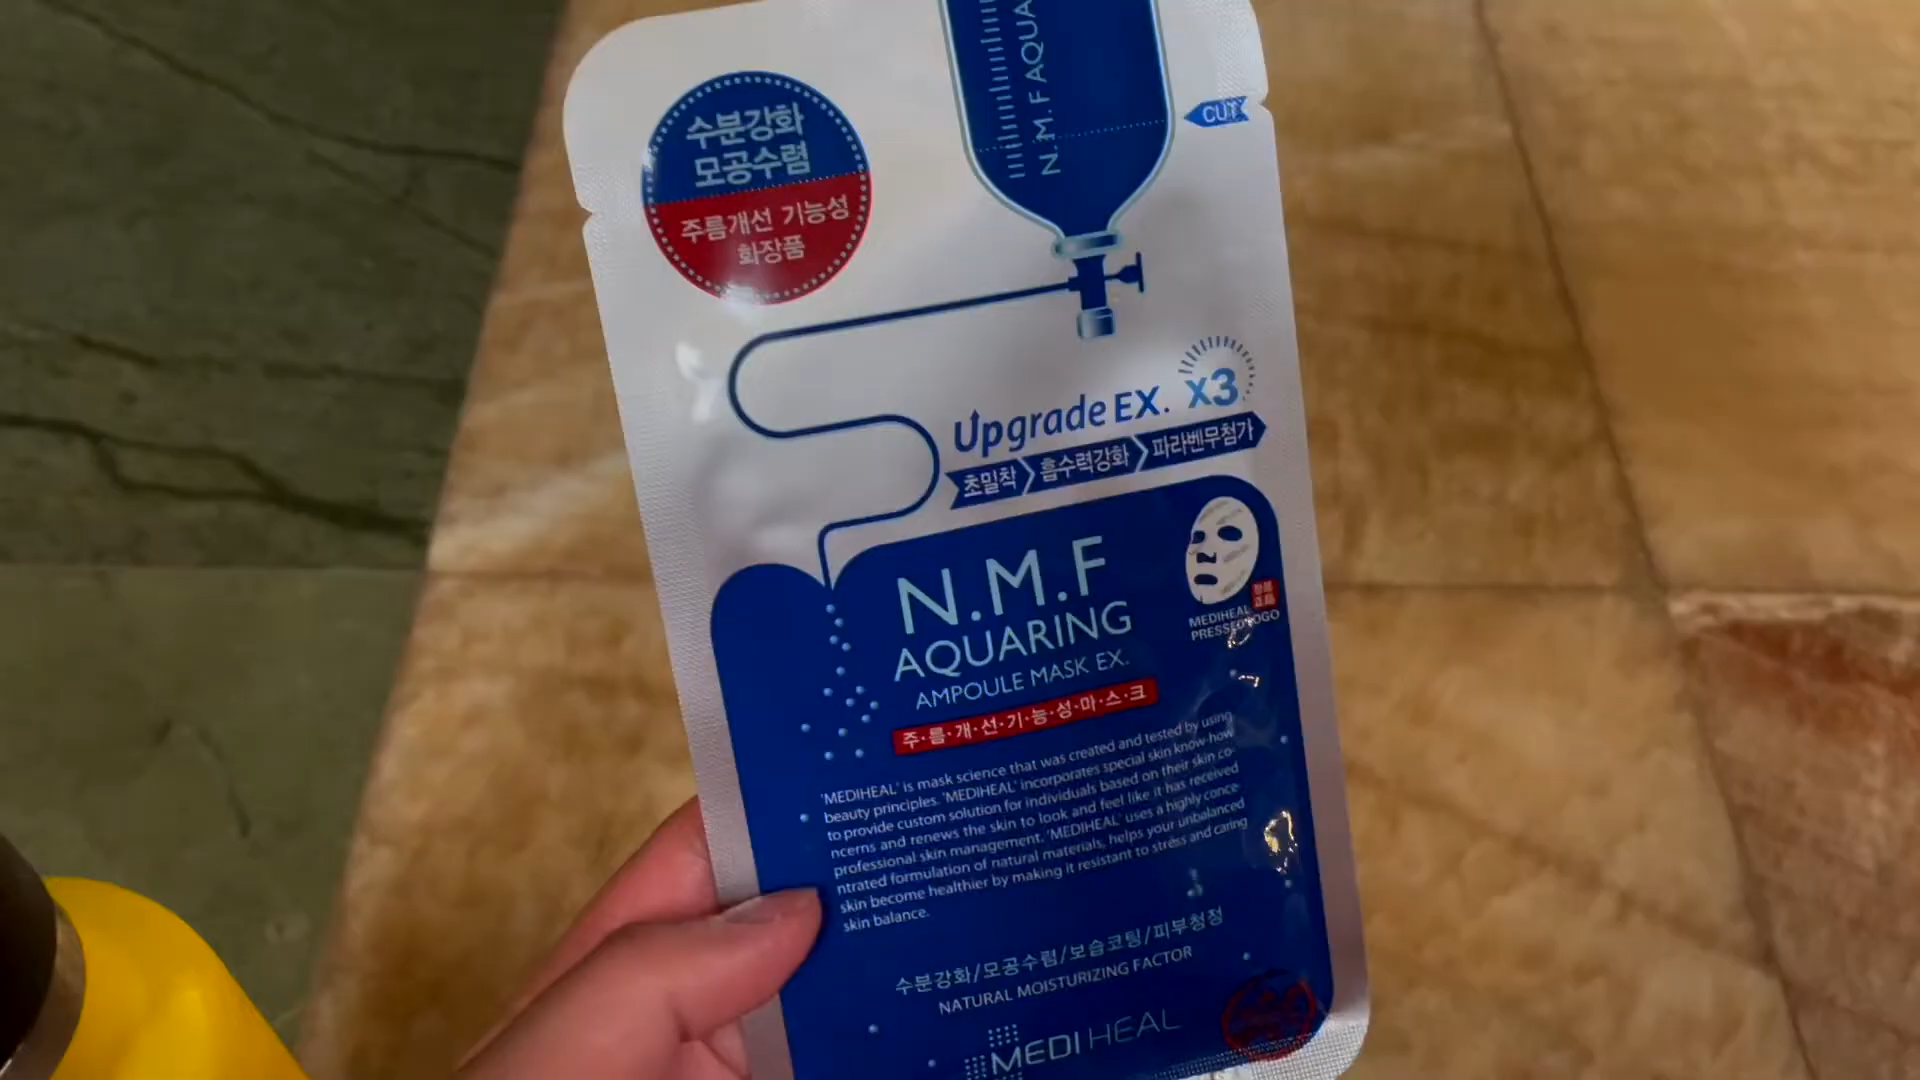 N.M.F AQUA
CUT
수분강화
모공수렴
주름개선 기능성
화장품
Upgrade EX. x3
초밀착 흡수력강화 파라벤무첨가
N.M.F
AQUARING
AMPOULE MASK EX.
주·름·개·선·기·능·성·마·스·크
MEDIHEAL
PRESSED LOGO
'MEDIHEAL' is mask science that was created and tested by using
beauty principles. 'MEDIHEAL' incorporates special skin know-how
to provide custom solution for individuals based on their skin co-
ncerns and renews the skin to look and feel like it has received
professional skin management. 'MEDIHEAL' uses a highly conce-
ntrated formulation of natural materials, helps your unbalanced
skin become healthier by making it resistant to stress and caring
skin balance.
수분강화/모공수렴/보습코팅/피부청정
NATURAL MOISTURIZING FACTOR
MEDIHEAL